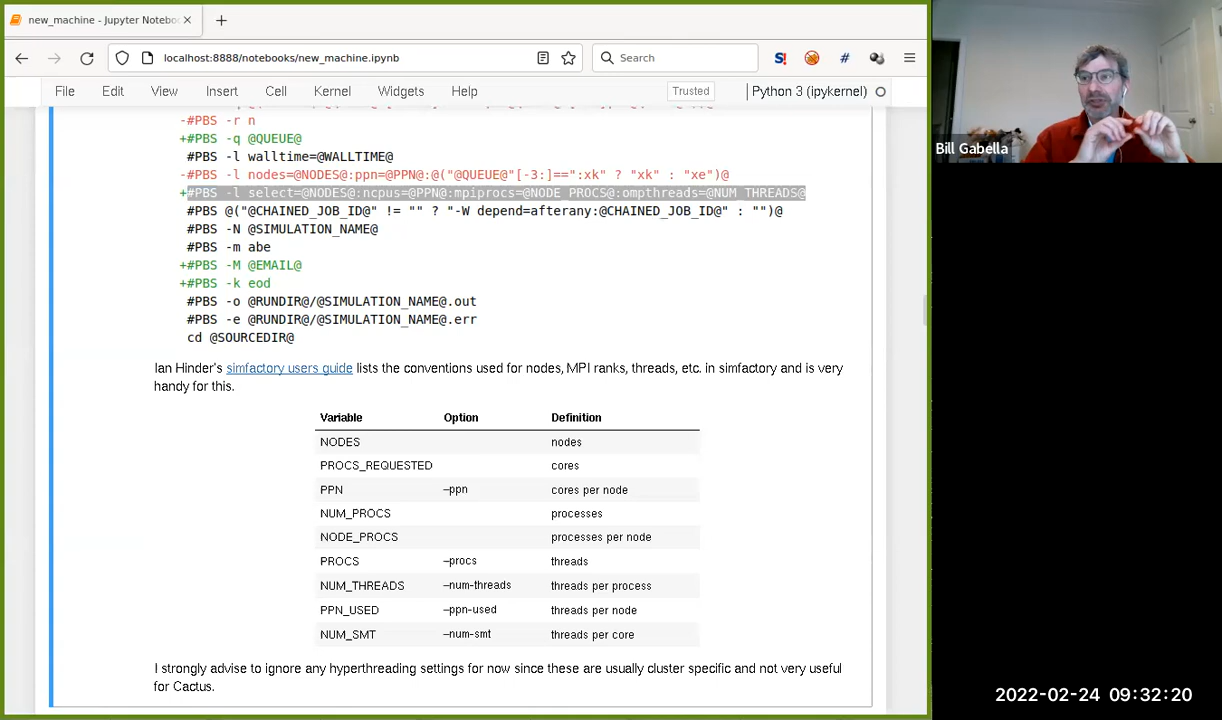 new_machine - Jupyter Notebo
localhost:8888/notebooks/new_machine.ipynb
Search
S!
#
File Edit View Insert Cell Kernel Widgets Help
Trusted
Python 3 (ipykernel)
-#PBS -r n
+#PBS -q @QUEUE@
#PBS -l walltime=@WALLTIME@
-#PBS -l nodes=@NODES@:ppn=@PPN@:@("@QUEUE@"[-3:]==":xk" ? "xk" : "xe")@
+#PBS -l select=@NODES@:ncpus=@PPN@:mpiprocs=@NODE_PROCS@:ompthreads=@NUM_THREADS@
#PBS @("@CHAINED_JOB_ID@" != "" ? "-W depend=afterany:@CHAINED_JOB_ID@" : "")@
#PBS -N @SIMULATION_NAME@
#PBS -m abe
+#PBS -M @EMAIL@
+#PBS -k eod
#PBS -o @RUNDIR@/@SIMULATION_NAME@.out
#PBS -e @RUNDIR@/@SIMULATION_NAME@.err
cd @SOURCEDIR@
Ian Hinder's simfactory users guide lists the conventions used for nodes, MPI ranks, threads, etc. in simfactory and is very
handy for this.
Variable Option Definition
NODES nodes
PROCS_REQUESTED cores
PPN –ppn cores per node
NUM_PROCS processes
NODE_PROCS processes per node
PROCS –procs threads
NUM_THREADS –num-threads threads per process
PPN_USED –ppn-used threads per node
NUM_SMT –num-smt threads per core
I strongly advise to ignore any hyperthreading settings for now since these are usually cluster specific and not very useful
for Cactus.
Bill Gabella
2022-02-24 09:32:20